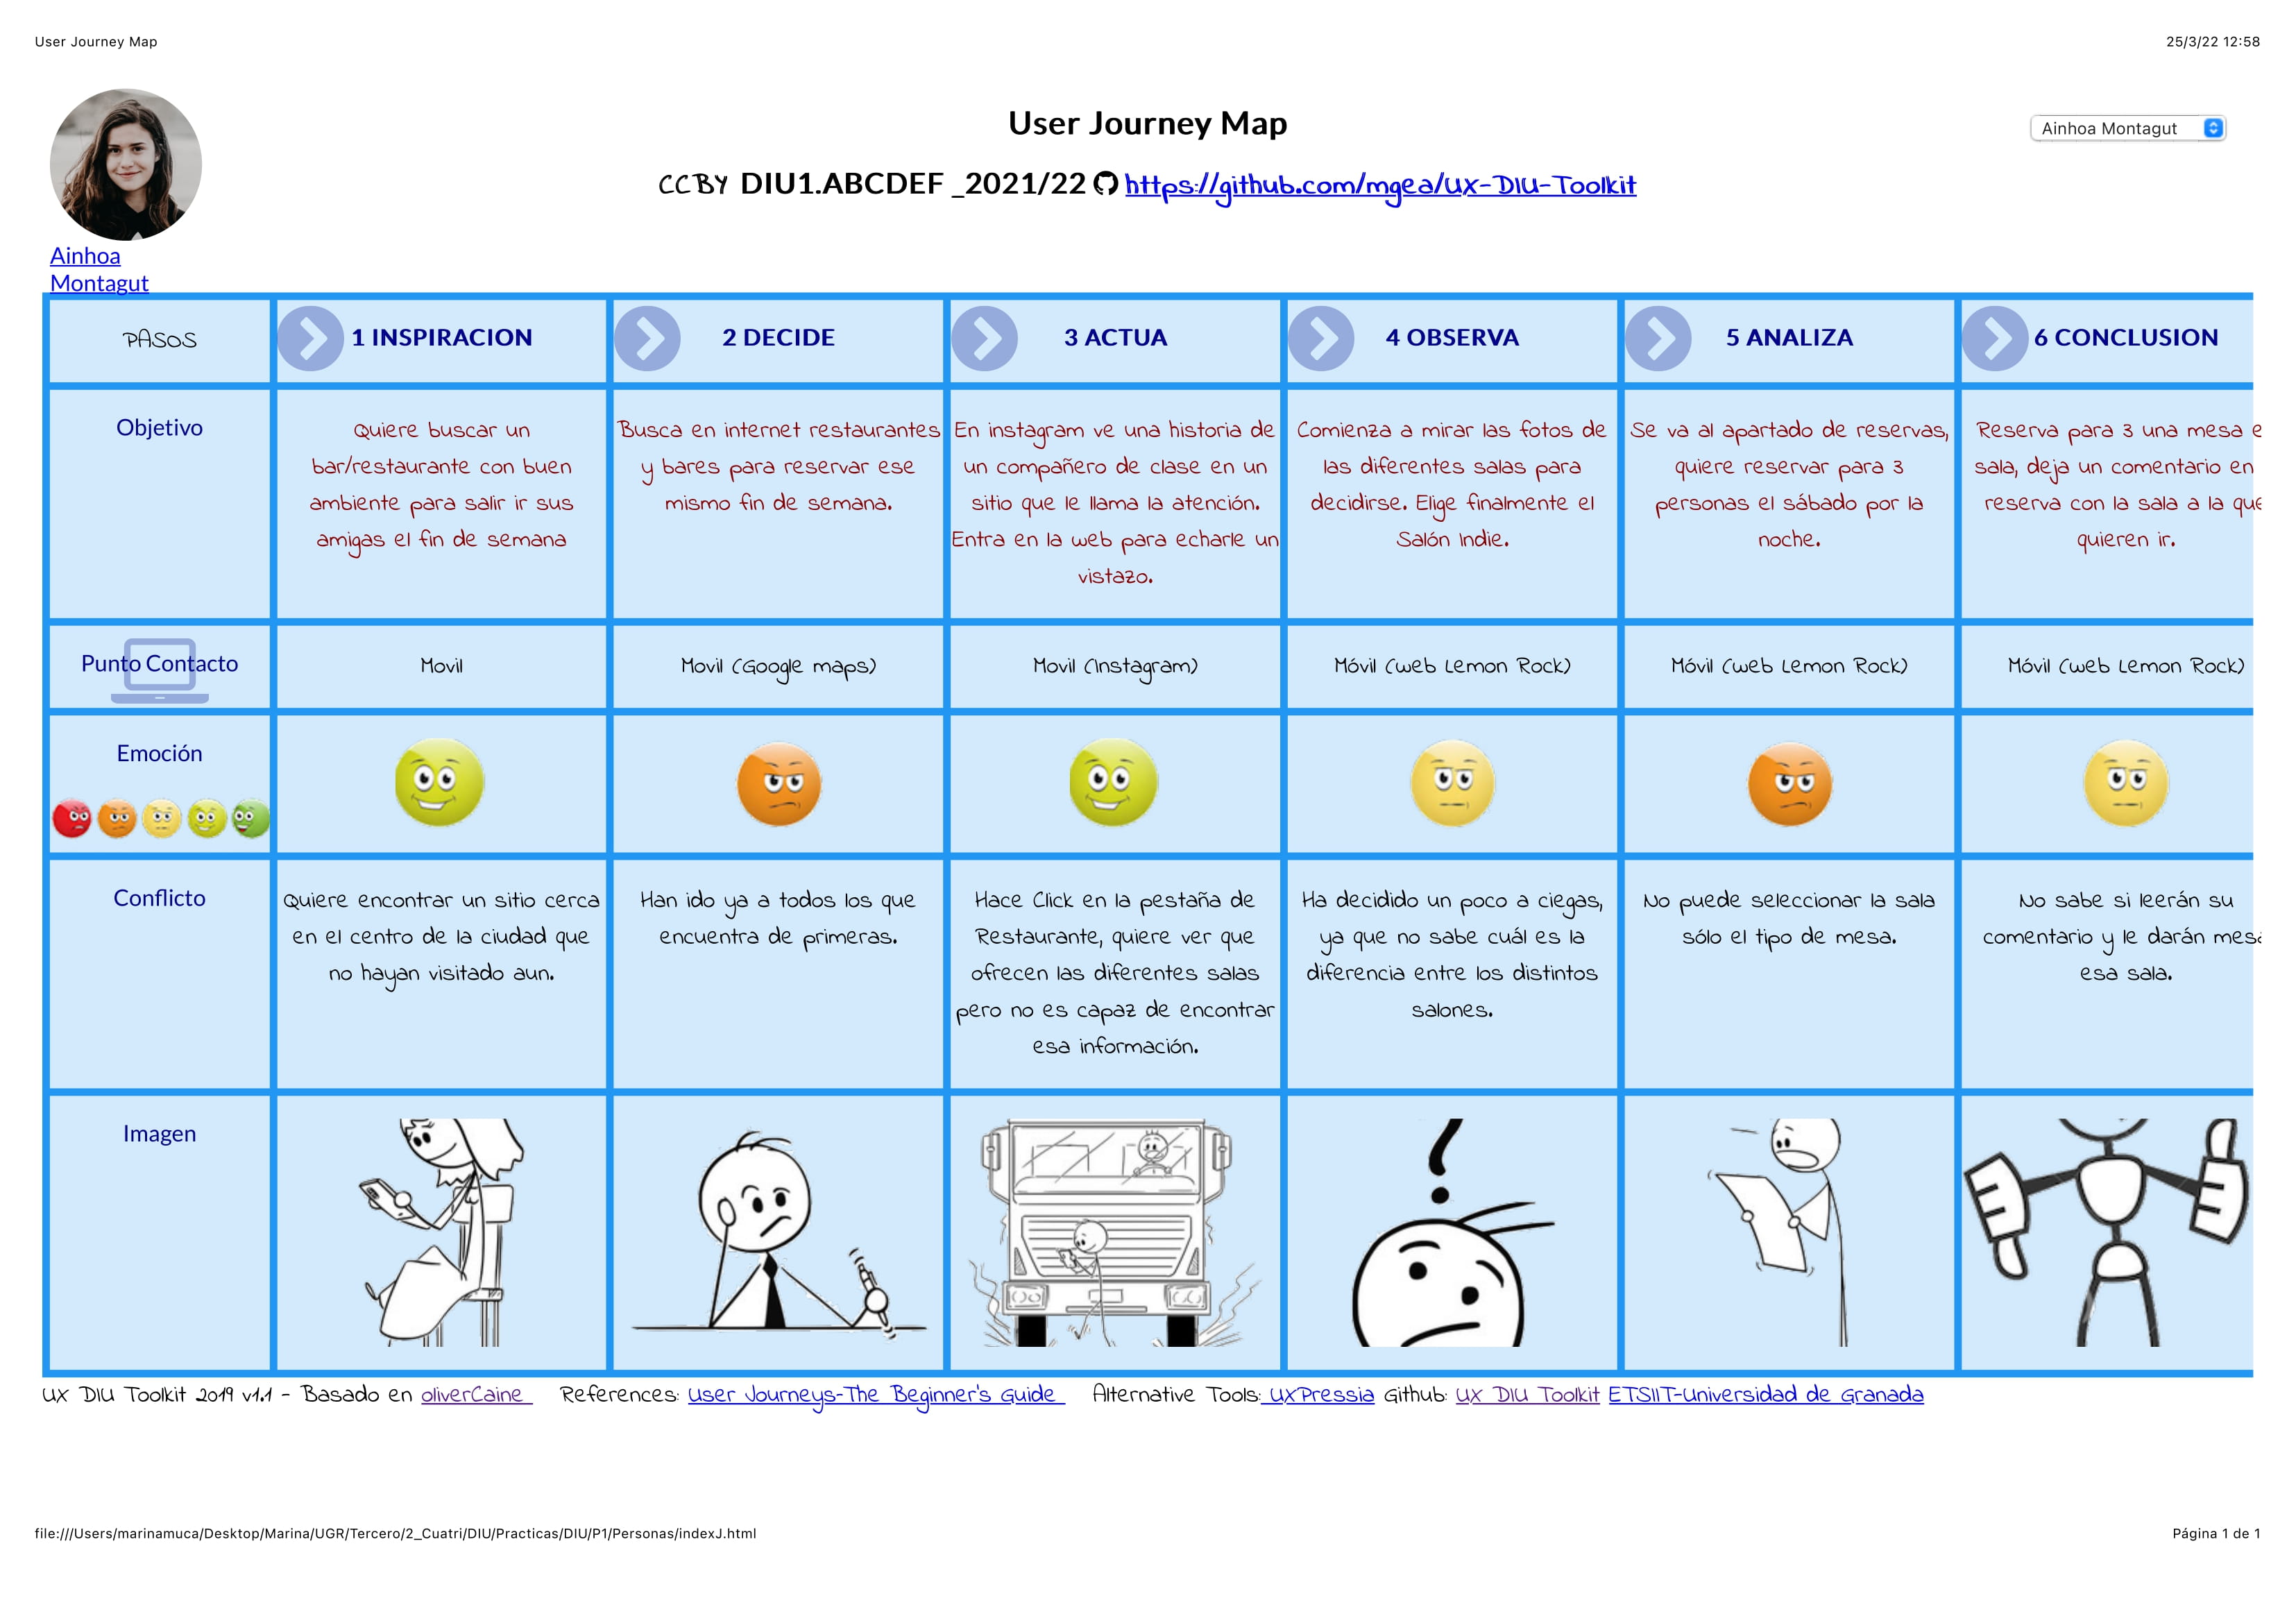 User Journey Map
25/3/22 12:58
User Journey Map
Ainhoa Montagut
CCBY DIU1.ABCDEF _2021/22 https://github.com/mgea/UX-DIU-Toolkit
Ainhoa
Montagut
PASOS
1 INSPIRACION
2 DECIDE
3 ACTUA
4 OBSERVA
5 ANALIZA
6 CONCLUSION
Objetivo
Quiere buscar un
bar/restaurante con buen
ambiente para salir ir sus
amigas el fin de semana
Busca en internet restaurantes
y bares para reservar ese
mismo fin de semana.
En instagram ve una historia de
un compañero de clase en un
sitio que le llama la atención.
Entra en la web para echarle un
vistazo.
Comienza a mirar las fotos de
las diferentes salas para
decidirse. Elige finalmente el
Salón Indie.
Se va al apartado de reservas,
quiere reservar para 3
personas el sábado por la
noche.
Reserva para 3 una mesa e
sala, deja un comentario en
reserva con la sala a la que
quieren ir.
Punto Contacto
Movil
Movil (Google maps)
Movil (Instagram)
Móvil (web Lemon Rock)
Móvil (web Lemon Rock)
Móvil (web Lemon Rock)
Emoción
Conflicto
Quiere encontrar un sitio cerca
en el centro de la ciudad que
no hayan visitado aun.
Han ido ya a todos los que
encuentra de primeras.
Hace Click en la pestaña de
Restaurante, quiere ver que
ofrecen las diferentes salas
pero no es capaz de encontrar
esa información.
Ha decidido un poco a ciegas,
ya que no sabe cuál es la
diferencia entre los distintos
salones.
No puede seleccionar la sala
sólo el tipo de mesa.
No sabe si leerán su
comentario y le darán mesa
esa sala.
Imagen
UX DIU Toolkit 2019 v1.1 - Basado en oliverCaine References: User Journeys-The Beginner's Guide Alternative Tools: UXPressia Github: UX DIU Toolkit ETSIIT-Universidad de Granada
file:///Users/marinamuca/Desktop/Marina/UGR/Tercero/2_Cuatri/DIU/Practicas/DIU/P1/Personas/indexJ.html
Página 1 de 1